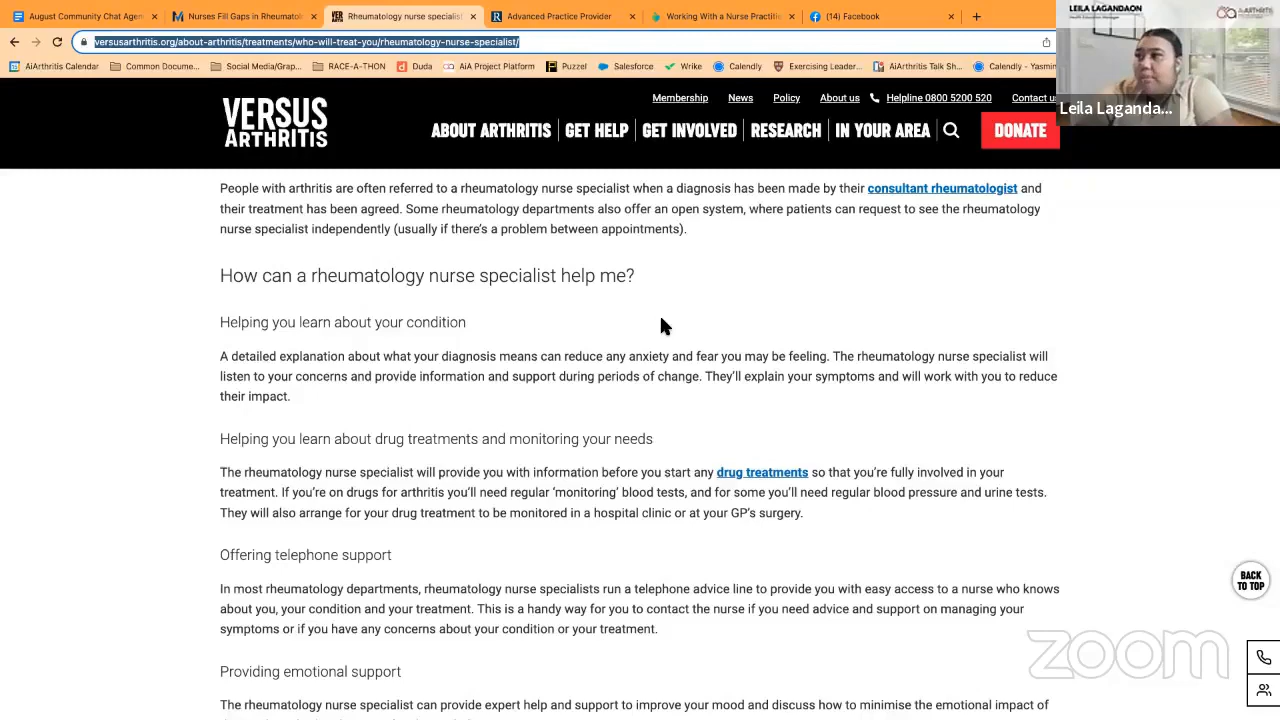 August Community Chat Agen
Nurses Fill Gaps in Rheumatol
Rheumatology nurse specialist
Advanced Practice Provider
Working With a Nurse Practitie
(14) Facebook
versusarthritis.org/about-arthritis/treatments/who-will-treat-you/rheumatology-nurse-specialist/
AiArthritis Calendar
Common Docume...
Social Media/Grap...
RACE-A-THON
Duda
AiA Project Platform
Puzzel
Salesforce
Wrike
Calendly
Exercising Leader...
AiArthritis Talk Sh...
Calendly - Yasmin
LEILA LAGANDAON
Health Education Manager
Leila Laganda...
VERSUS
ARTHRITIS
Membership
News
Policy
About us
Helpline 0800 5200 520
Contact us
ABOUT ARTHRITIS
GET HELP
GET INVOLVED
RESEARCH
IN YOUR AREA
DONATE
People with arthritis are often referred to a rheumatology nurse specialist when a diagnosis has been made by their consultant rheumatologist and
their treatment has been agreed. Some rheumatology departments also offer an open system, where patients can request to see the rheumatology
nurse specialist independently (usually if there's a problem between appointments).
How can a rheumatology nurse specialist help me?
Helping you learn about your condition
A detailed explanation about what your diagnosis means can reduce any anxiety and fear you may be feeling. The rheumatology nurse specialist will
listen to your concerns and provide information and support during periods of change. They'll explain your symptoms and will work with you to reduce
their impact.
Helping you learn about drug treatments and monitoring your needs
The rheumatology nurse specialist will provide you with information before you start any drug treatments so that you're fully involved in your
treatment. If you're on drugs for arthritis you'll need regular 'monitoring' blood tests, and for some you'll need regular blood pressure and urine tests.
They will also arrange for your drug treatment to be monitored in a hospital clinic or at your GP's surgery.
Offering telephone support
In most rheumatology departments, rheumatology nurse specialists run a telephone advice line to provide you with easy access to a nurse who knows
about you, your condition and your treatment. This is a handy way for you to contact the nurse if you need advice and support on managing your
symptoms or if you have any concerns about your condition or your treatment.
Providing emotional support
The rheumatology nurse specialist can provide expert help and support to improve your mood and discuss how to minimise the emotional impact of
BACK
TO TOP
zoom